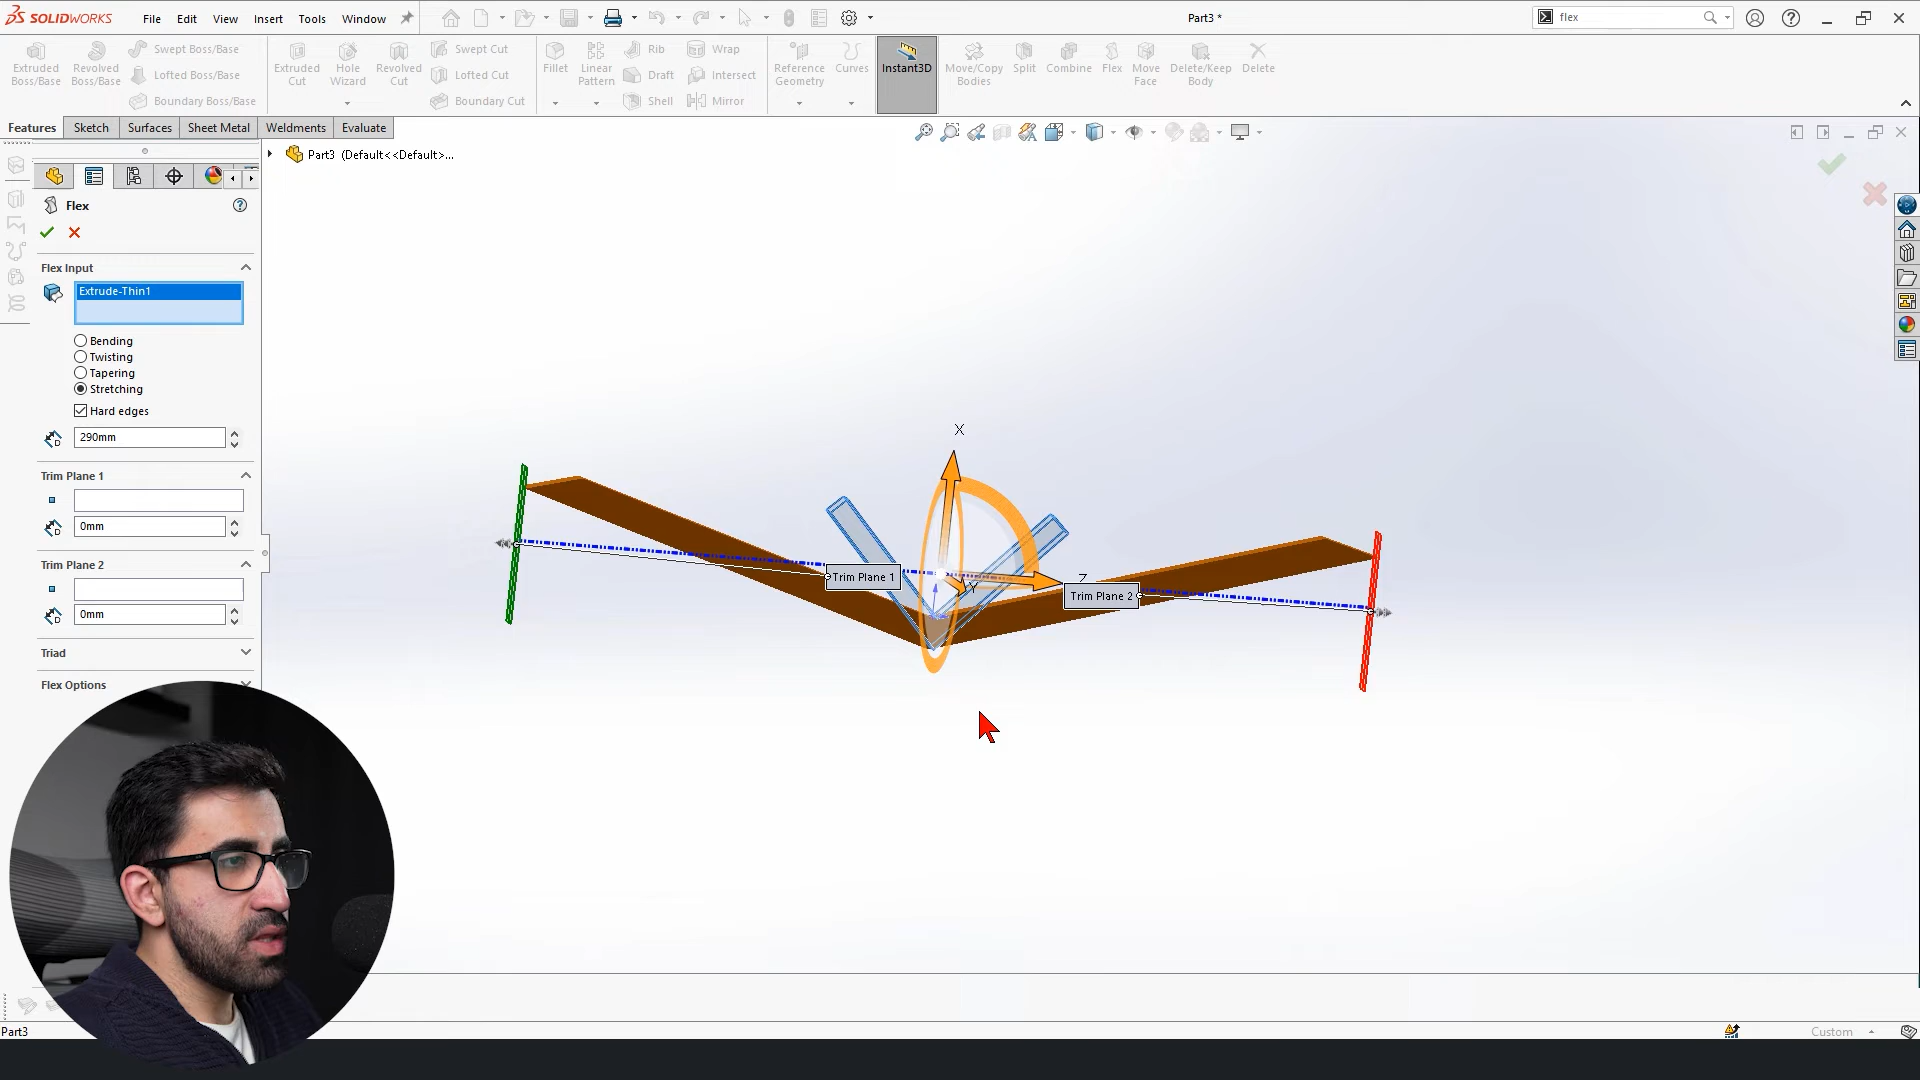 SOLIDWORKS
File Edit View Insert Tools Window
Part3 *
flex
Extruded Boss/Base
Revolved Boss/Base
Swept Boss/Base
Lofted Boss/Base
Boundary Boss/Base
Extruded Cut
Hole Wizard
Revolved Cut
Swept Cut
Lofted Cut
Boundary Cut
Fillet
Linear Pattern
Rib
Draft
Shell
Wrap
Intersect
Mirror
Reference Geometry
Curves
Instant3D
Move/Copy Bodies
Split
Combine
Flex
Move Face
Delete/Keep Body
Delete
Features Sketch Surfaces Sheet Metal Weldments Evaluate
Part3 (Default<<Default>...
Flex
Flex Input
Extrude-Thin1
Bending
Twisting
Tapering
Stretching
Hard edges
290mm
Trim Plane 1
0mm
Trim Plane 2
0mm
Triad
Flex Options
X
Trim Plane 1
Y
Z
Trim Plane 2
Part3
Custom